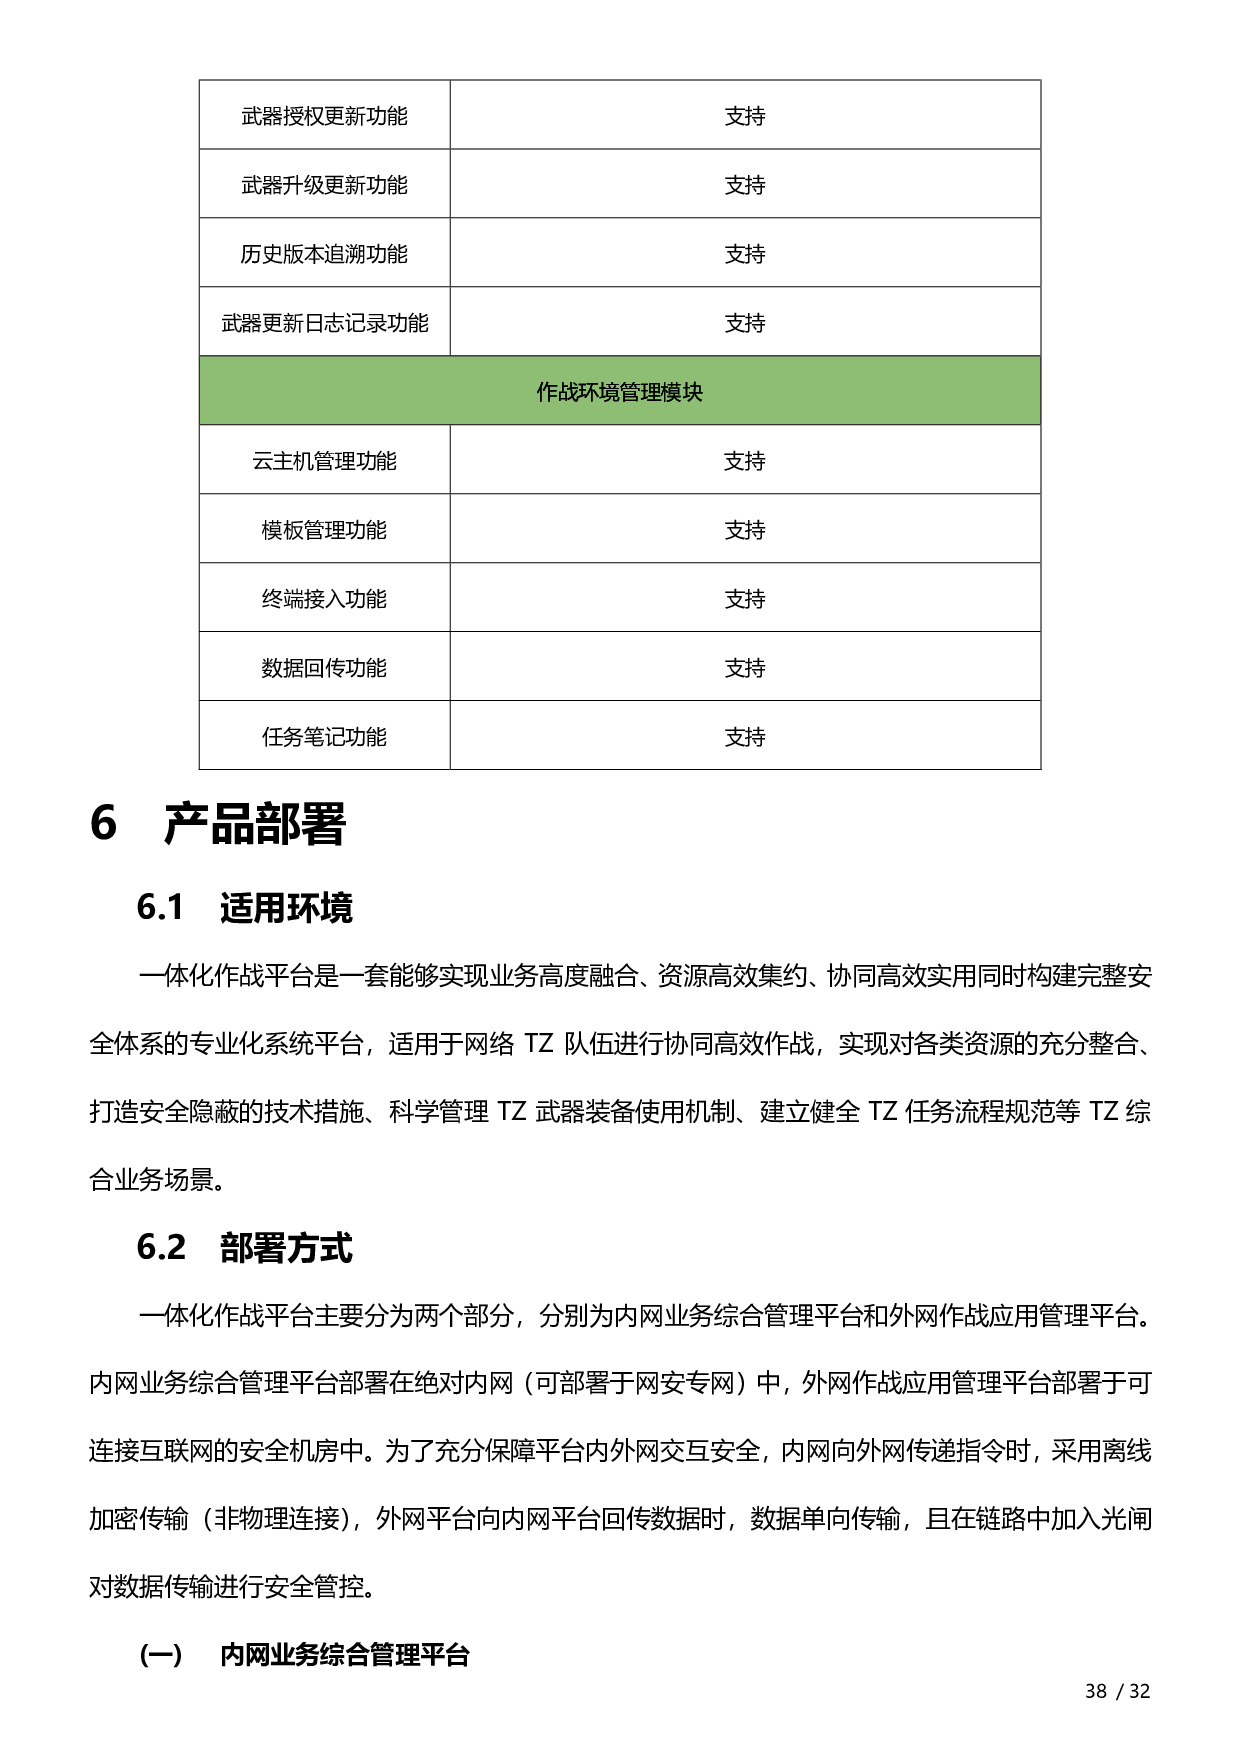 武器授权更新功能 支持
武器升级更新功能 支持
历史版本追溯功能 支持
武器更新日志记录功能 支持
作战环境管理模块
云主机管理功能 支持
模板管理功能 支持
终端接入功能 支持
数据回传功能 支持
任务笔记功能 支持
6 产品部署
6.1 适用环境
一体化作战平台是一套能够实现业务高度融合、资源高效集约、协同高效实用同时构建完整安
全体系的专业化系统平台，适用于网络 TZ 队伍进行协同高效作战，实现对各类资源的充分整合、
打造安全隐蔽的技术措施、科学管理 TZ 武器装备使用机制、建立健全 TZ 任务流程规范等 TZ 综
合业务场景。
6.2 部署方式
一体化作战平台主要分为两个部分，分别为内网业务综合管理平台和外网作战应用管理平台。
内网业务综合管理平台部署在绝对内网（可部署于网安专网）中，外网作战应用管理平台部署于可
连接互联网的安全机房中。为了充分保障平台内外网交互安全，内网向外网传递指令时，采用离线
加密传输（非物理连接），外网平台向内网平台回传数据时，数据单向传输，且在链路中加入光闸
对数据传输进行安全管控。
(一) 内网业务综合管理平台
38 / 32